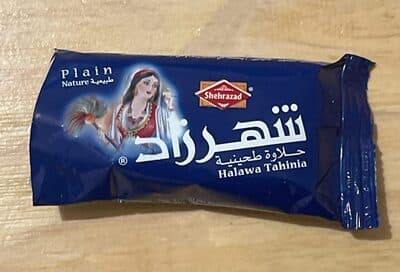 Plain
Nature طبيعية
Shehrazad
®
شهرزاد
®
حلاوة طحينية
Halawa Tahinia